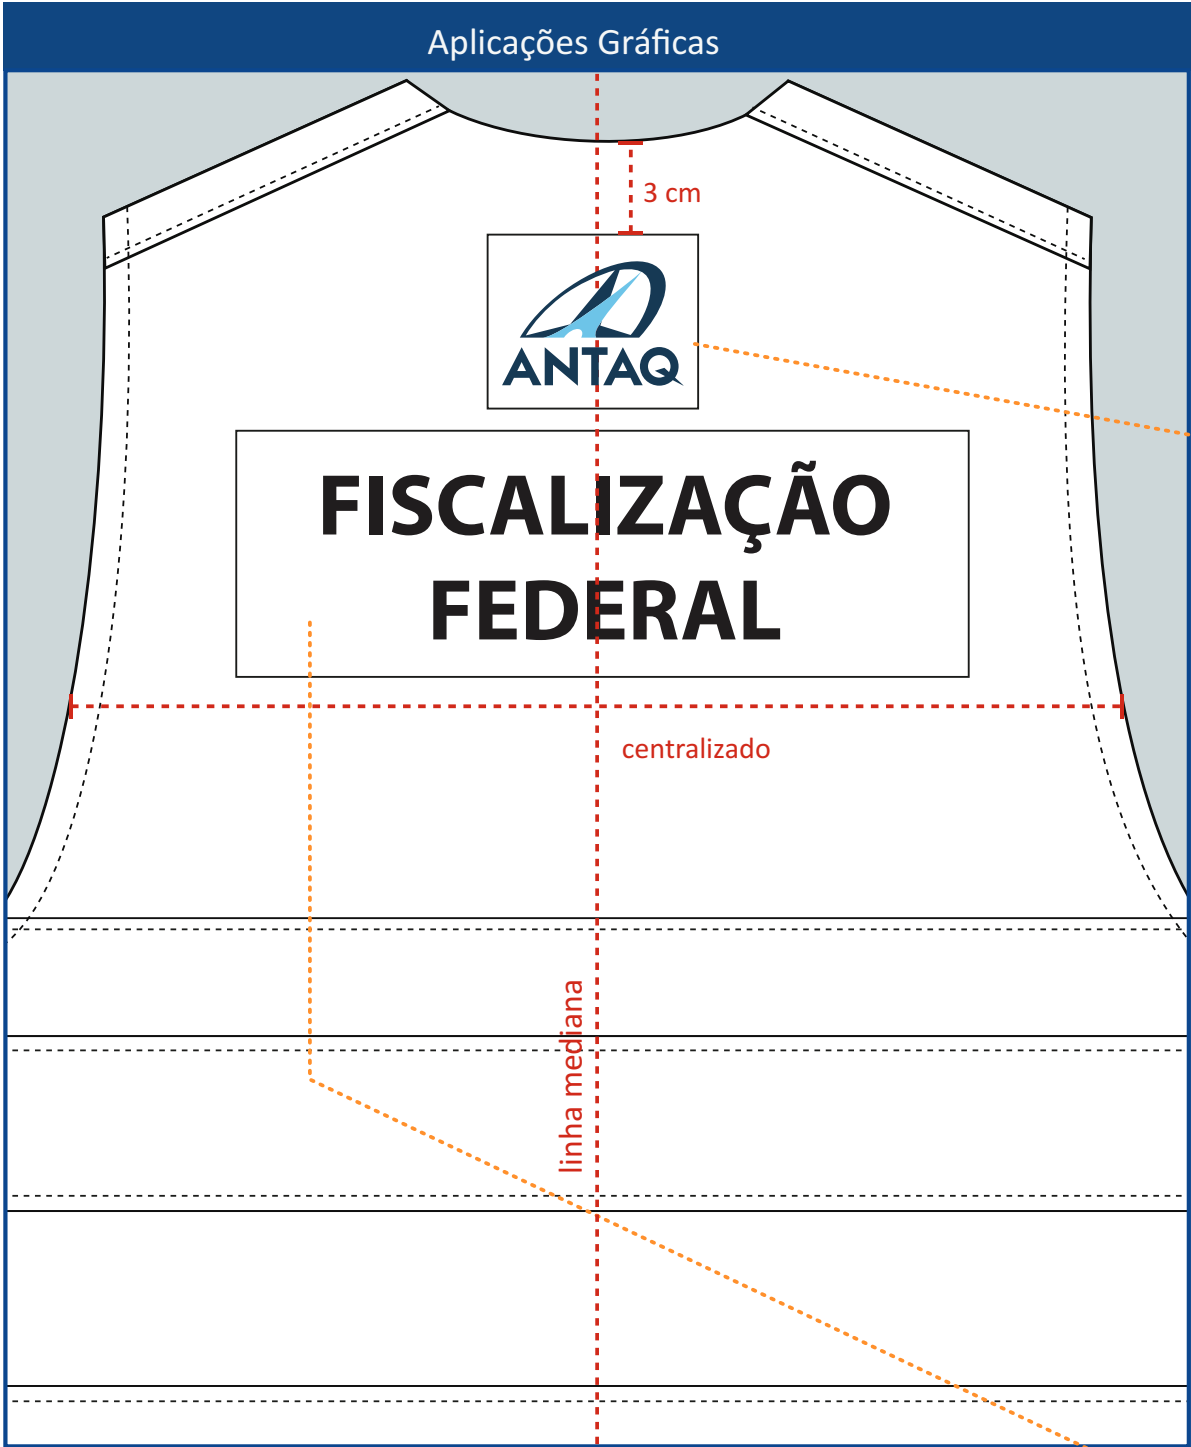 Aplicações Gráficas
3 cm
ANTAQ
FISCALIZAÇÃO
FEDERAL
centralizado
linha mediana